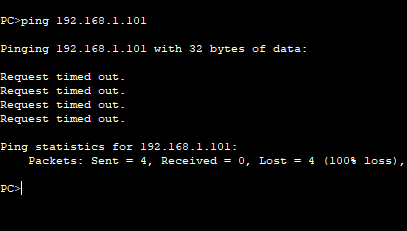 PC>ping 192.168.1.101
Pinging 192.168.1.101 with 32 bytes of data:
Request timed out.
Request timed out.
Request timed out.
Request timed out.
Ping statistics for 192.168.1.101:
    Packets: Sent = 4, Received = 0, Lost = 4 (100% loss),
PC>